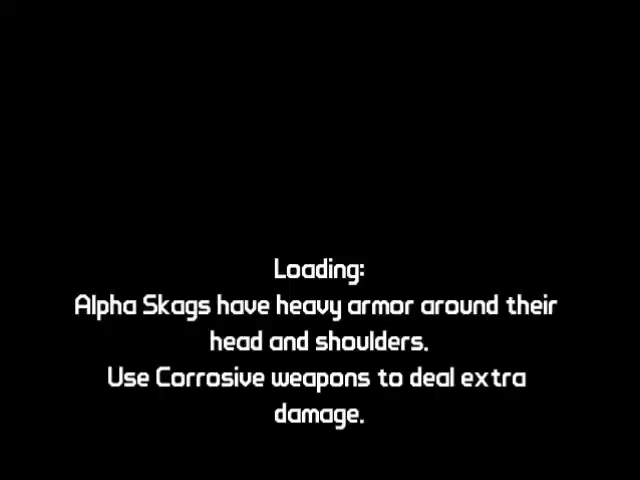 Loading:
Alpha Skags have heavy armor around their
head and shoulders.
Use Corrosive weapons to deal extra
damage.